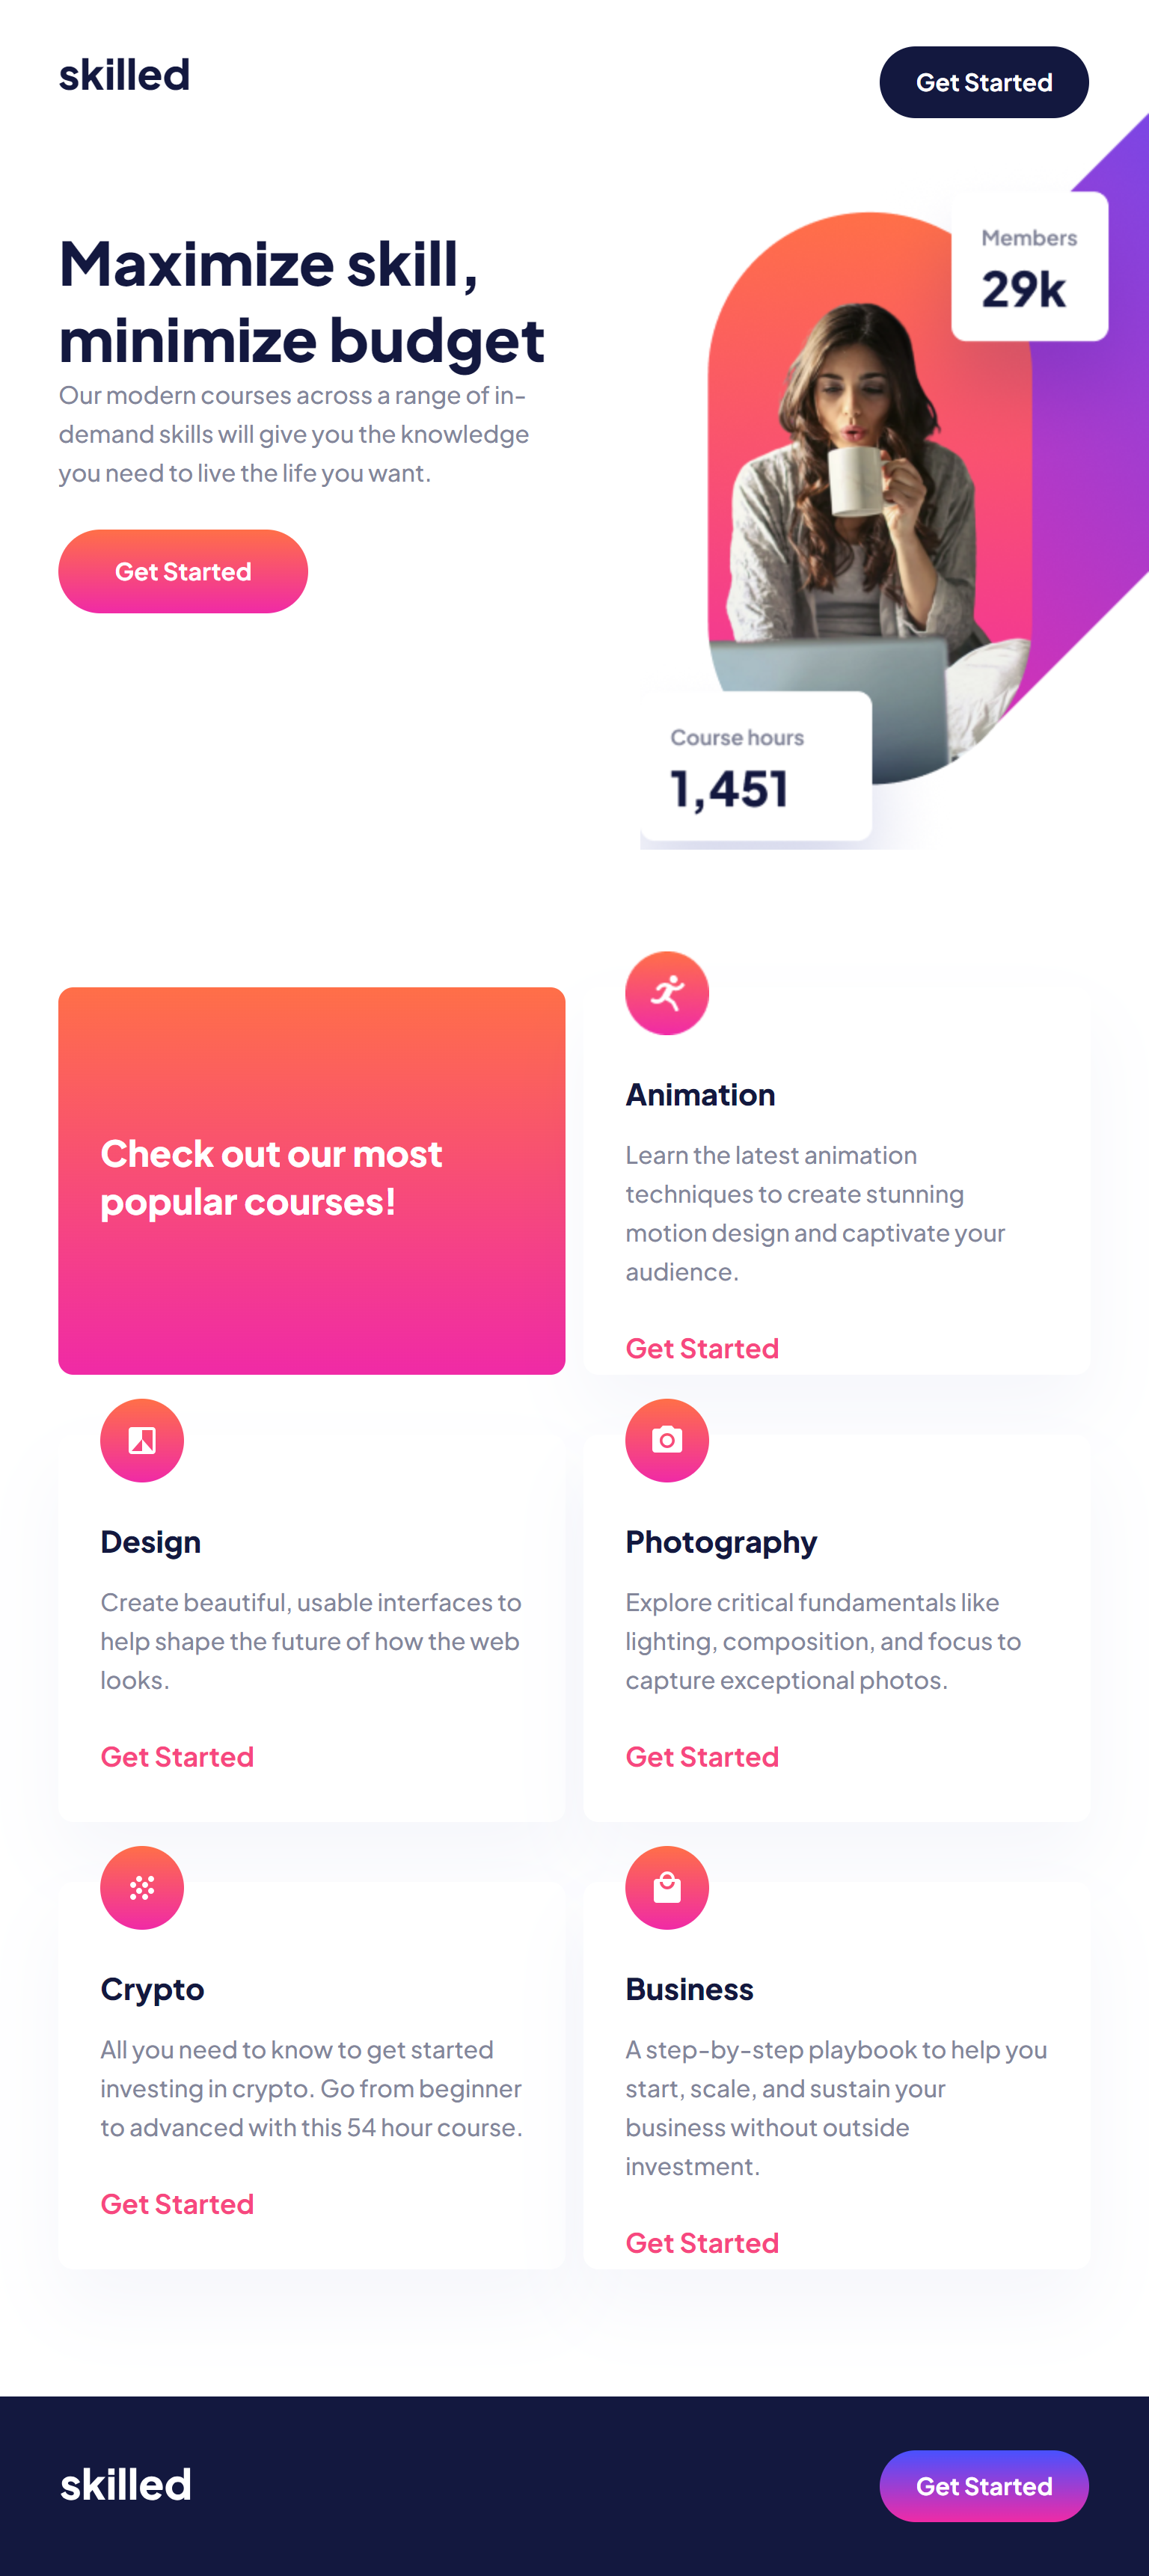 skilled
Get Started
Maximize skill,
minimize budget
Our modern courses across a range of in-
demand skills will give you the knowledge
you need to live the life you want.
Get Started
Members
29k
Course hours
1,451
Check out our most
popular courses!
Animation
Learn the latest animation
techniques to create stunning
motion design and captivate your
audience.
Get Started
Design
Create beautiful, usable interfaces to
help shape the future of how the web
looks.
Get Started
Photography
Explore critical fundamentals like
lighting, composition, and focus to
capture exceptional photos.
Get Started
Crypto
All you need to know to get started
investing in crypto. Go from beginner
to advanced with this 54 hour course.
Get Started
Business
A step-by-step playbook to help you
start, scale, and sustain your
business without outside
investment.
Get Started
skilled
Get Started